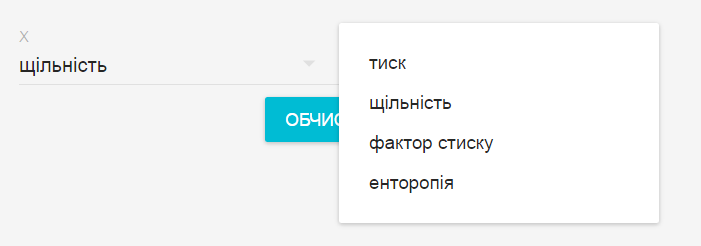 X
щільність
ОБЧИС
тиск
щільність
фактор стиску
енторопія